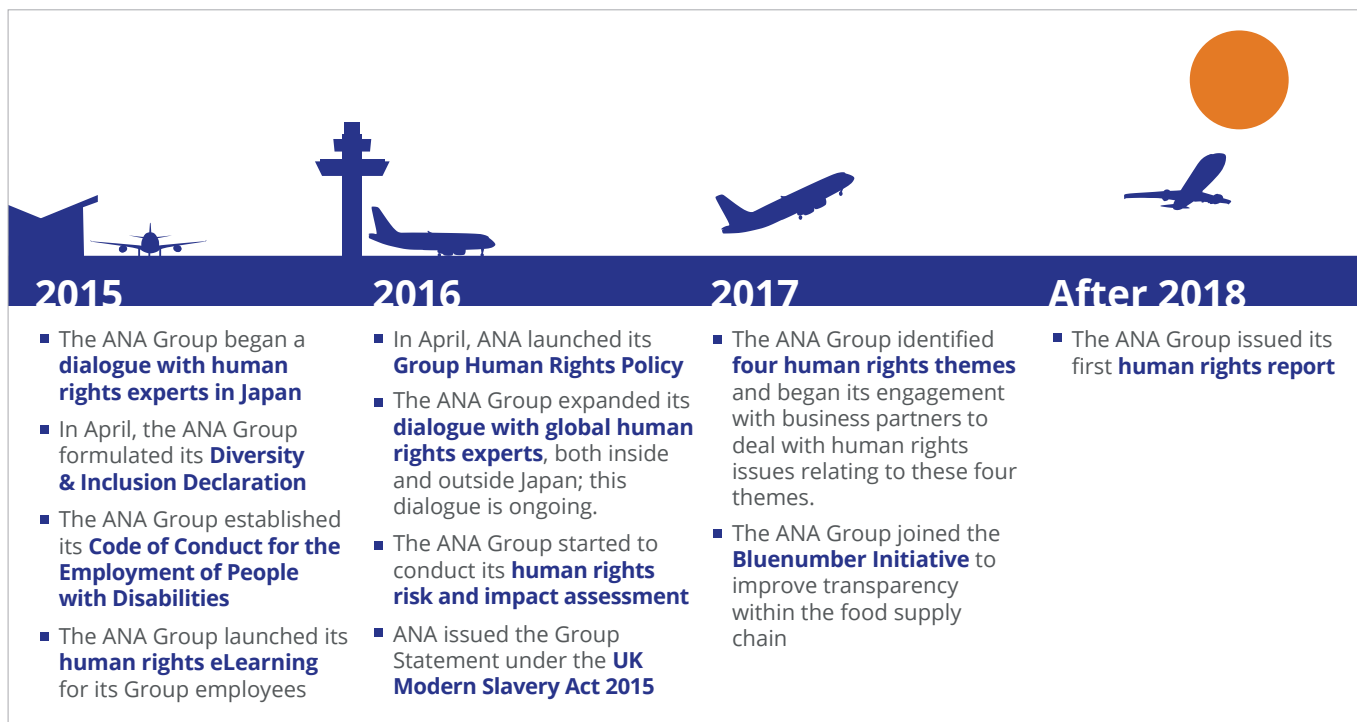 2015
The ANA Group began a
dialogue with human
rights experts in Japan
In April, the ANA Group
formulated its Diversity
& Inclusion Declaration
The ANA Group established
its Code of Conduct for the
Employment of People
with Disabilities
The ANA Group launched its
human rights eLearning
for its Group employees
2016
In April, ANA launched its
Group Human Rights Policy
The ANA Group expanded its
dialogue with global human
rights experts, both inside
and outside Japan; this
dialogue is ongoing.
The ANA Group started to
conduct its human rights
risk and impact assessment
ANA issued the Group
Statement under the UK
Modern Slavery Act 2015
2017
The ANA Group identified
four human rights themes
and began its engagement
with business partners to
deal with human rights
issues relating to these four
themes.
The ANA Group joined the
Bluenumber Initiative to
improve transparency
within the food supply
chain
After 2018
The ANA Group issued its
first human rights report